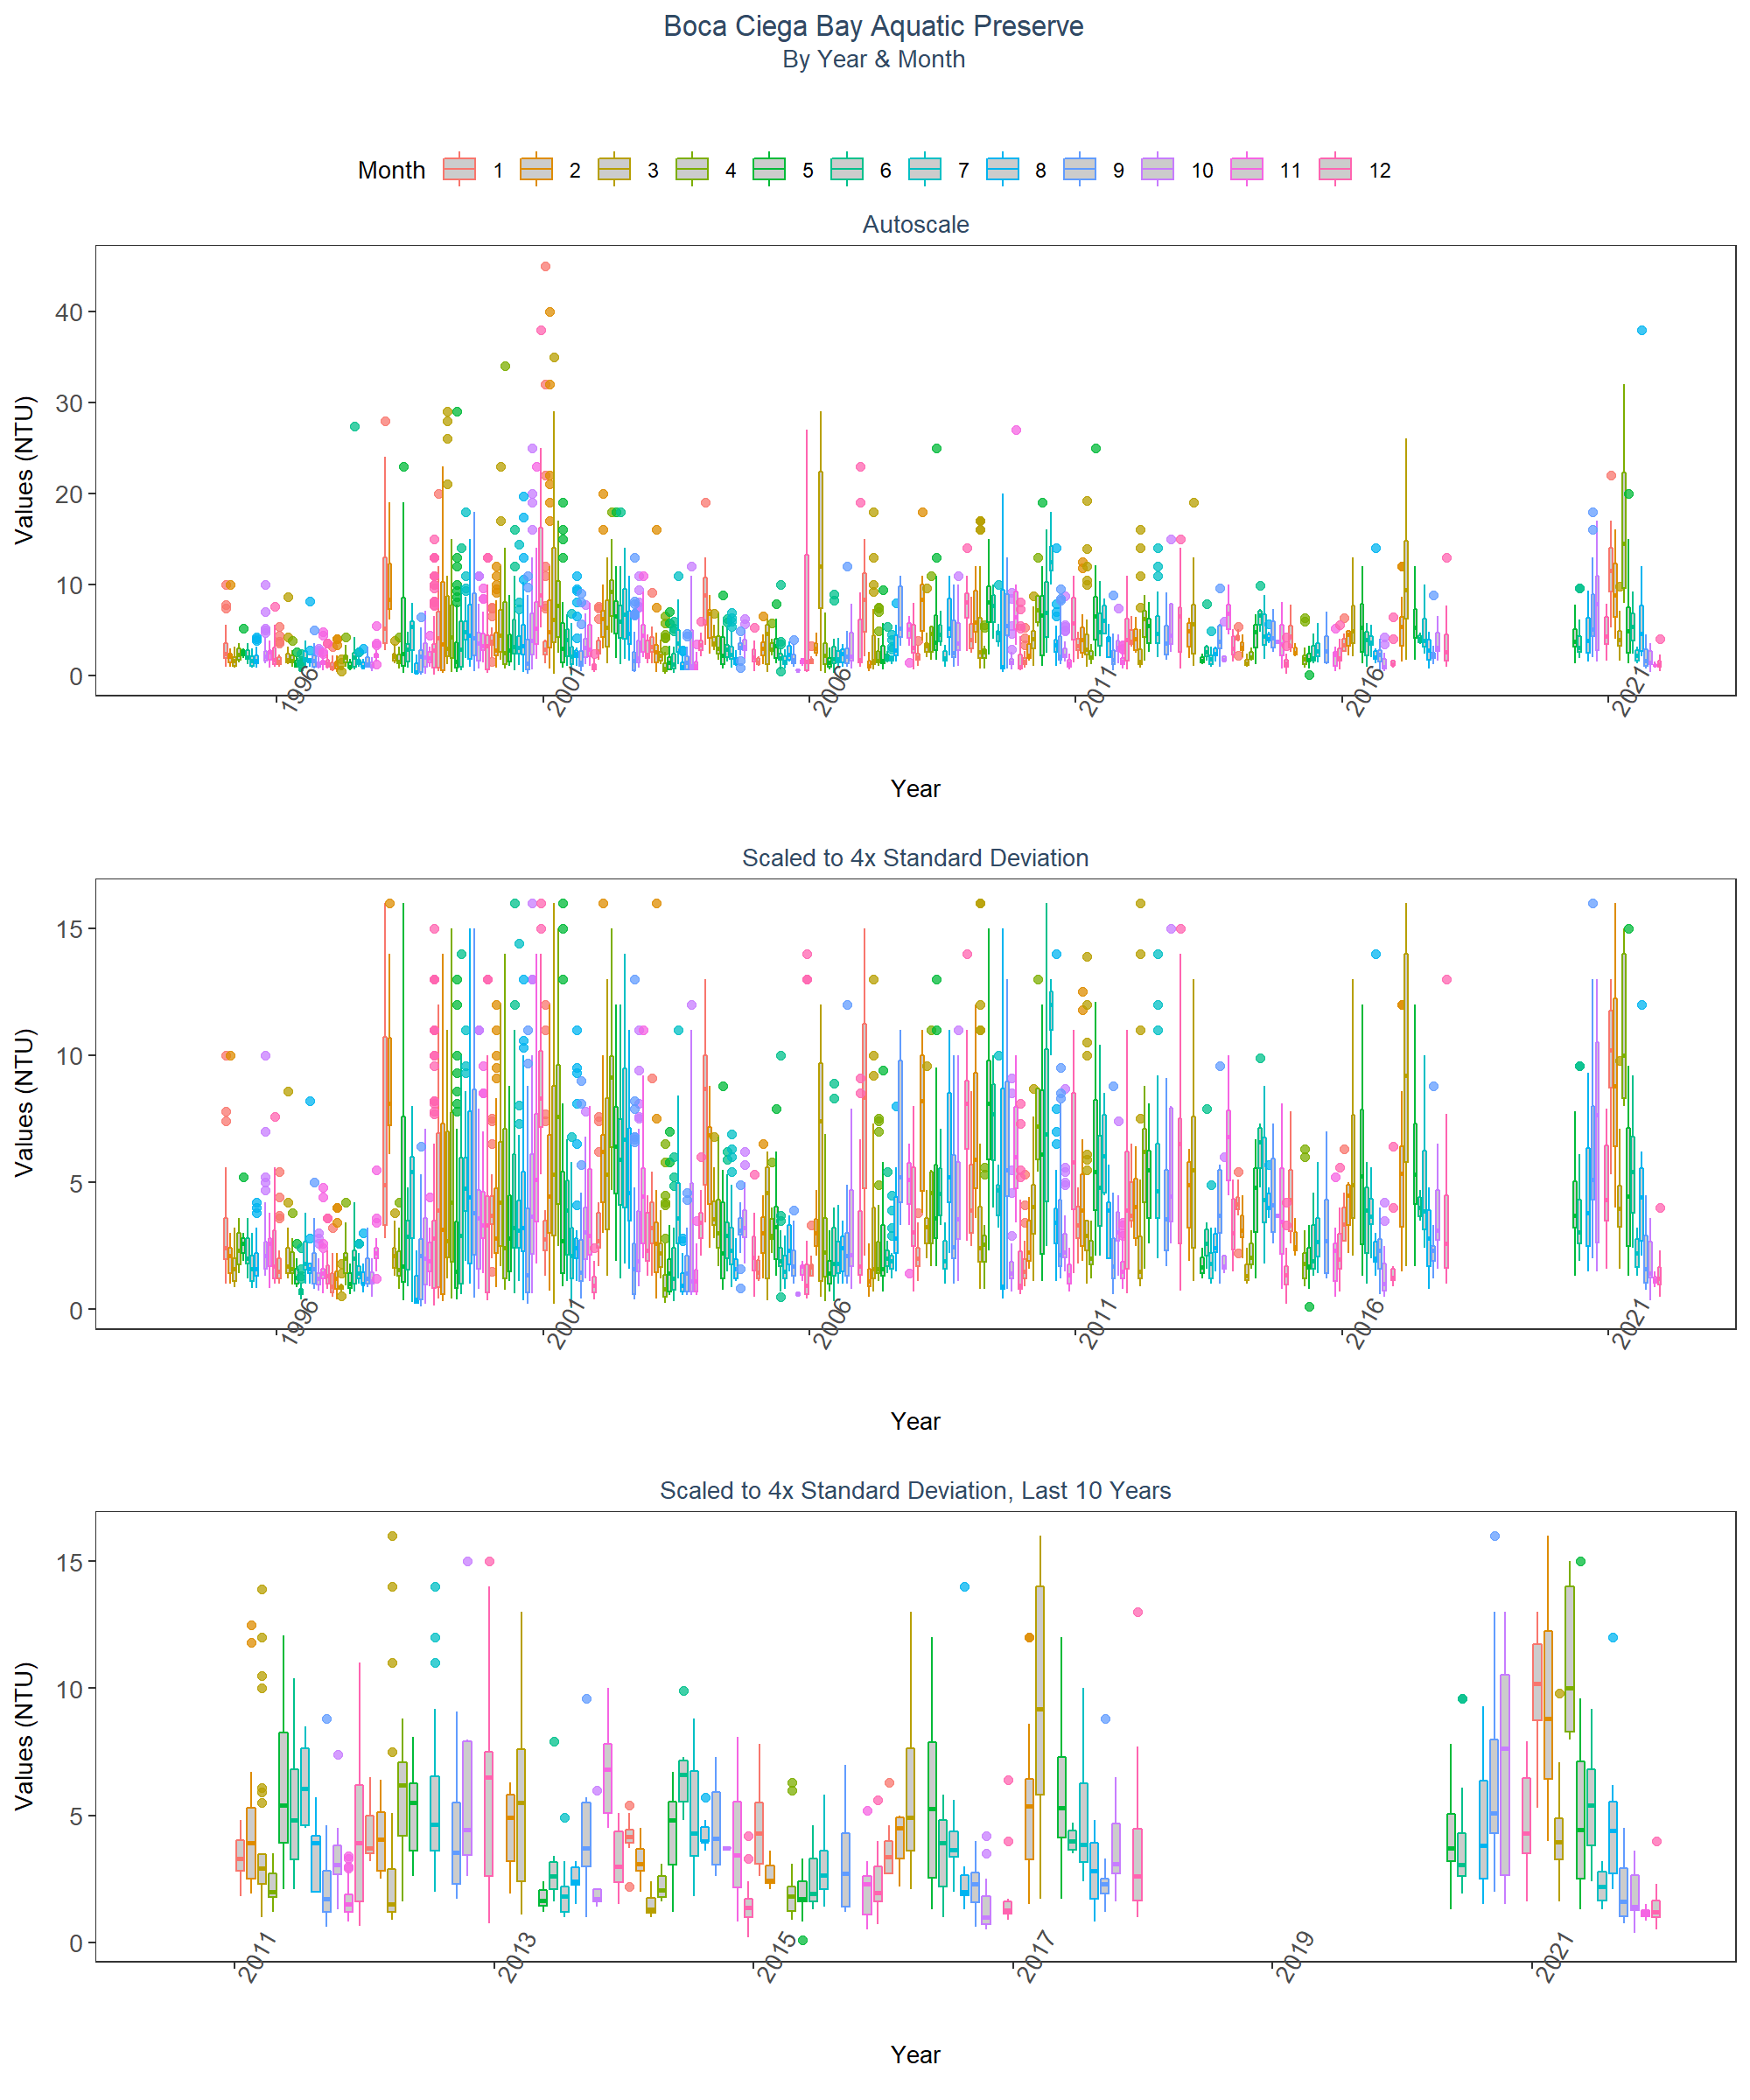 Boca Ciega Bay Aquatic Preserve
By Year & Month
Month 1 2 3 4 5 6 7 8 9 10 11 12
Autoscale
Values (NTU)
40
30
20
10
0
1996 2001 2006 2011 2016 2021
Year
Scaled to 4x Standard Deviation
Values (NTU)
15
10
5
0
1996 2001 2006 2011 2016 2021
Year
Scaled to 4x Standard Deviation, Last 10 Years
Values (NTU)
15
10
5
0
2011 2013 2015 2017 2019 2021
Year